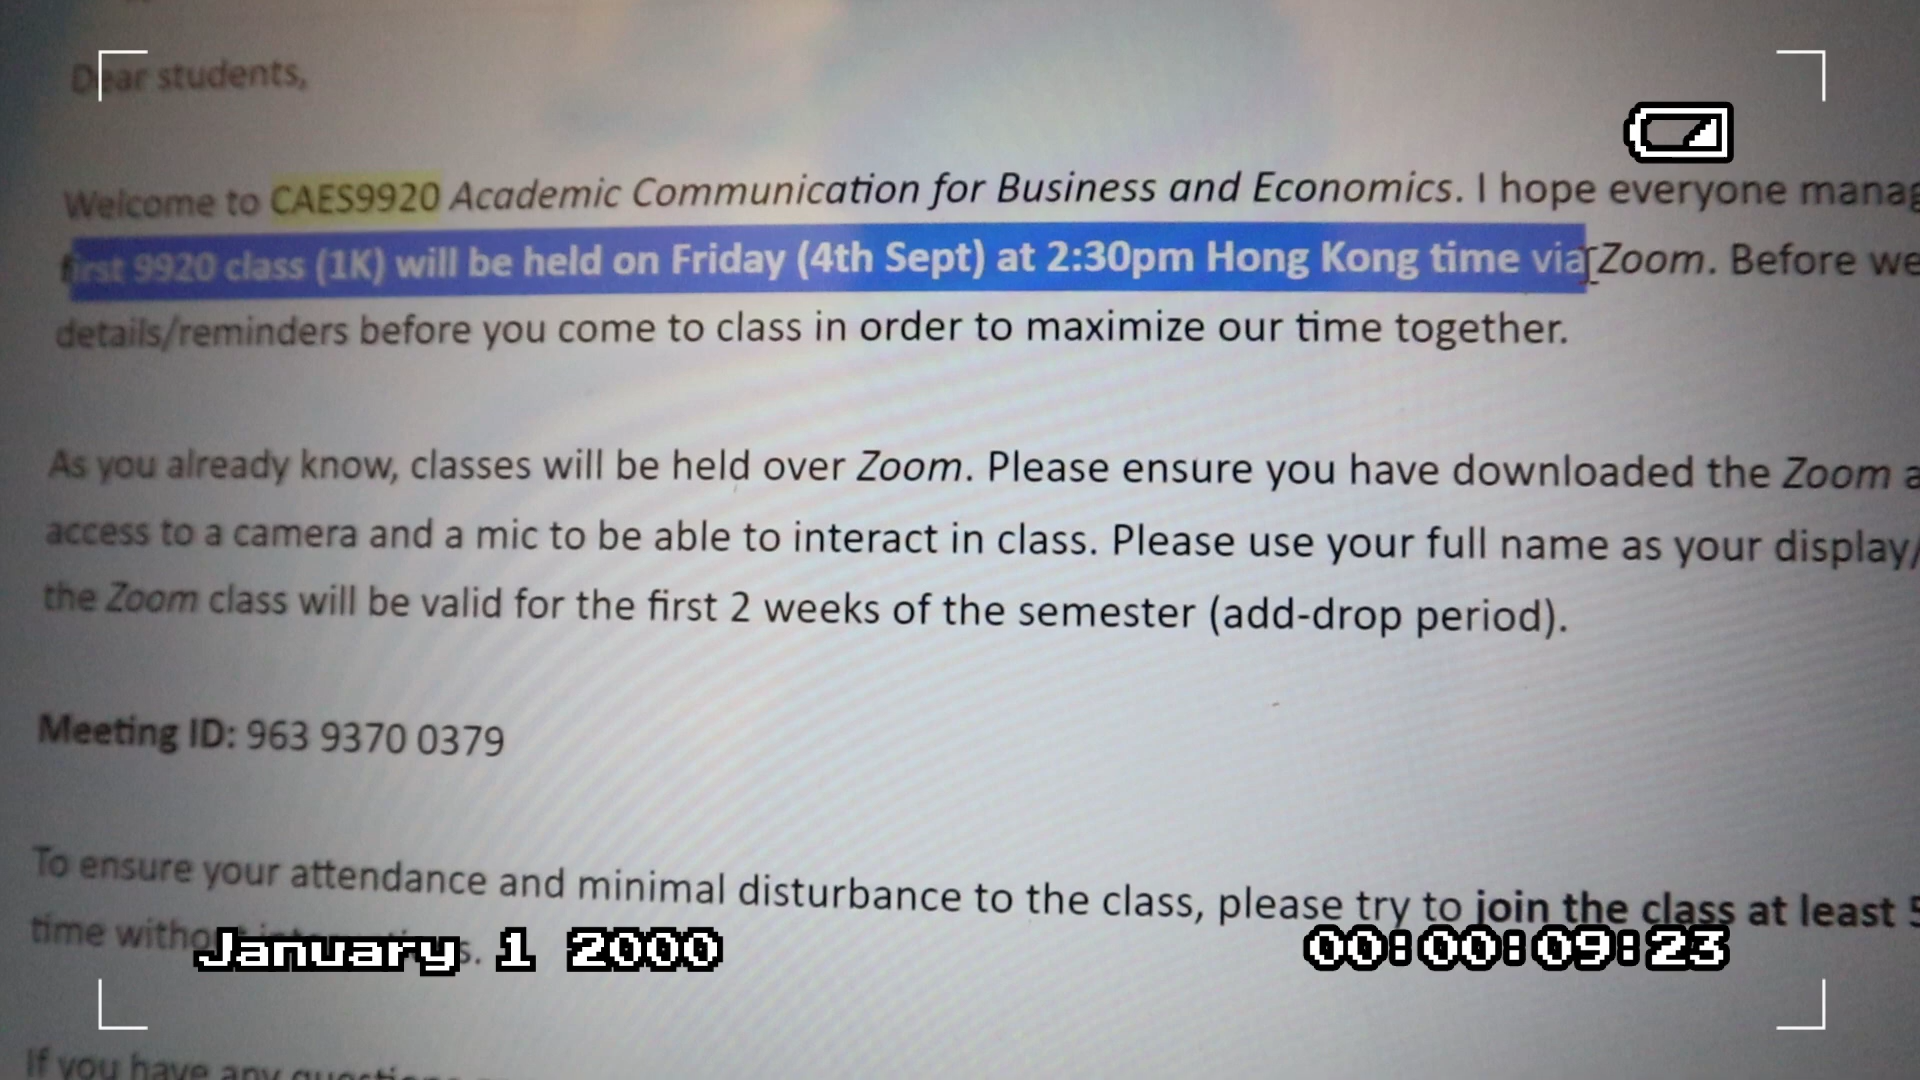 Dear students,
Welcome to CAES9920 Academic Communication for Business and Economics. I hope everyone manag
first 9920 class (1K) will be held on Friday (4th Sept) at 2:30pm Hong Kong time via Zoom. Before we
details/reminders before you come to class in order to maximize our time together.
As you already know, classes will be held over Zoom. Please ensure you have downloaded the Zoom a
access to a camera and a mic to be able to interact in class. Please use your full name as your display/
the Zoom class will be valid for the first 2 weeks of the semester (add-drop period).
Meeting ID: 963 9370 0379
To ensure your attendance and minimal disturbance to the class, please try to join the class at least 5
time without
January 1 2000
00:00:09:23
If you have any questions